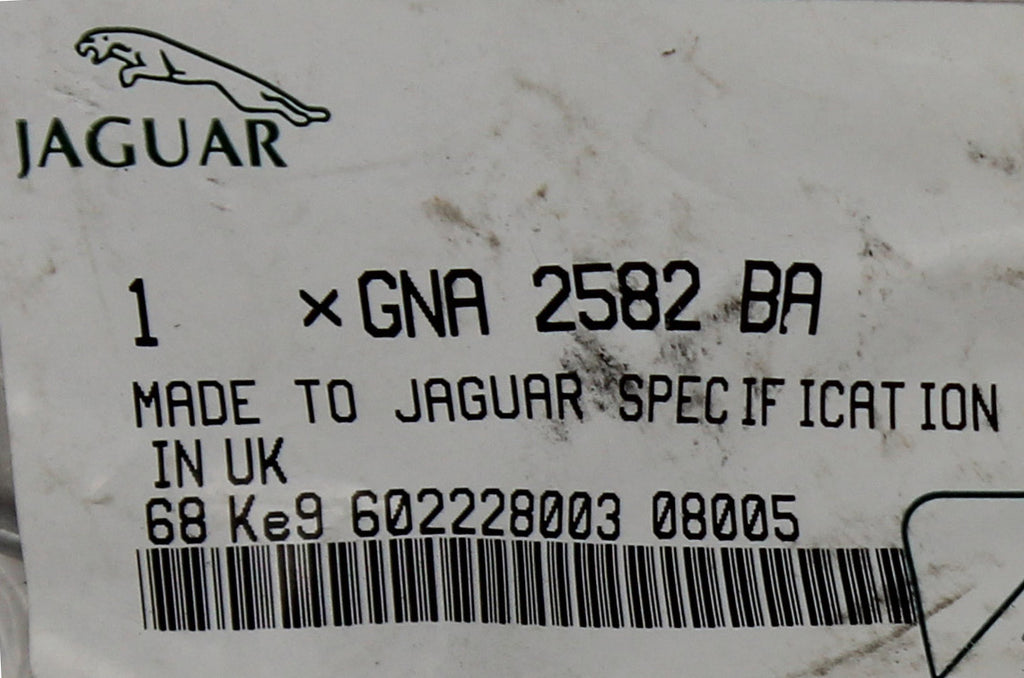 JAGUAR
1 ×GNA 2582 BA
MADE TO JAGUAR SPECIFICATION
IN UK
68 Ke9 602228003 08005